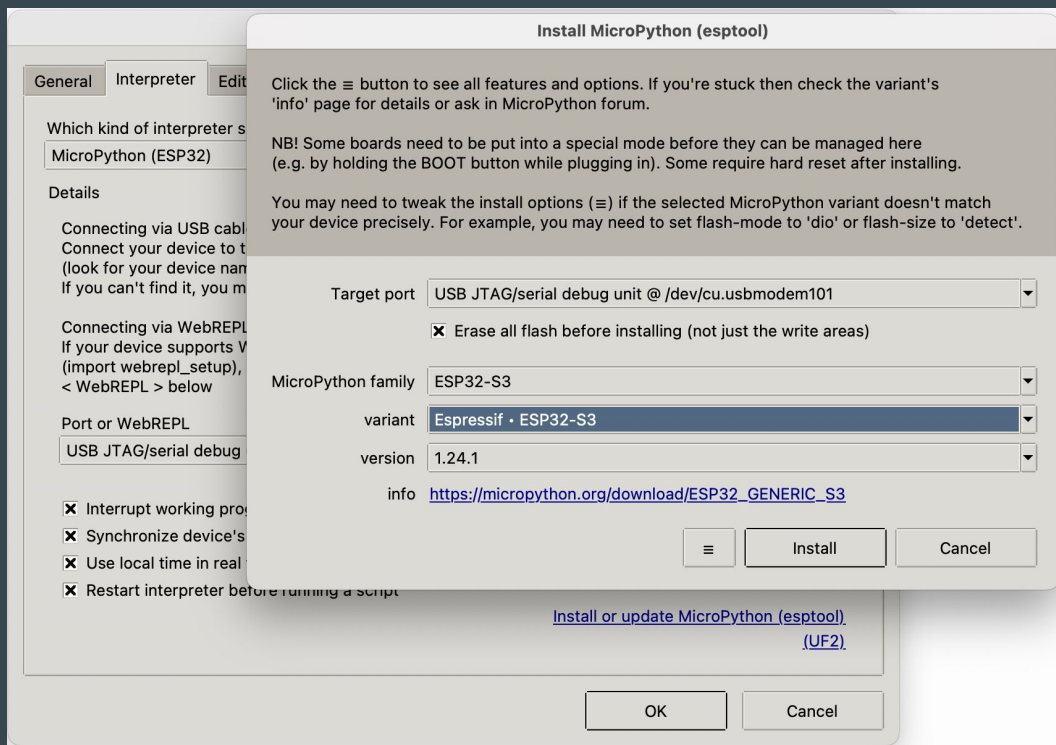 Install MicroPython (esptool)
Click the ≡ button to see all features and options. If you're stuck then check the variant's
'info' page for details or ask in MicroPython forum.
NB! Some boards need to be put into a special mode before they can be managed here
(e.g. by holding the BOOT button while plugging in). Some require hard reset after installing.
You may need to tweak the install options (≡) if the selected MicroPython variant doesn't match
your device precisely. For example, you may need to set flash-mode to 'dio' or flash-size to 'detect'.
Target port USB JTAG/serial debug unit @ /dev/cu.usbmodem101
Erase all flash before installing (not just the write areas)
MicroPython family ESP32-S3
variant Espressif • ESP32-S3
version 1.24.1
info https://micropython.org/download/ESP32_GENERIC_S3
≡ Install Cancel
General Interpreter Edit
Which kind of interpreter s
MicroPython (ESP32)
Details
Connecting via USB cabl
Connect your device to t
(look for your device nam
If you can't find it, you m
Connecting via WebREPL
If your device supports W
(import webrepl_setup),
< WebREPL > below
Port or WebREPL
USB JTAG/serial debug
Interrupt working prog
Synchronize device's
Use local time in real
Restart interpreter before running a script
Install or update MicroPython (esptool)
(UF2)
OK Cancel